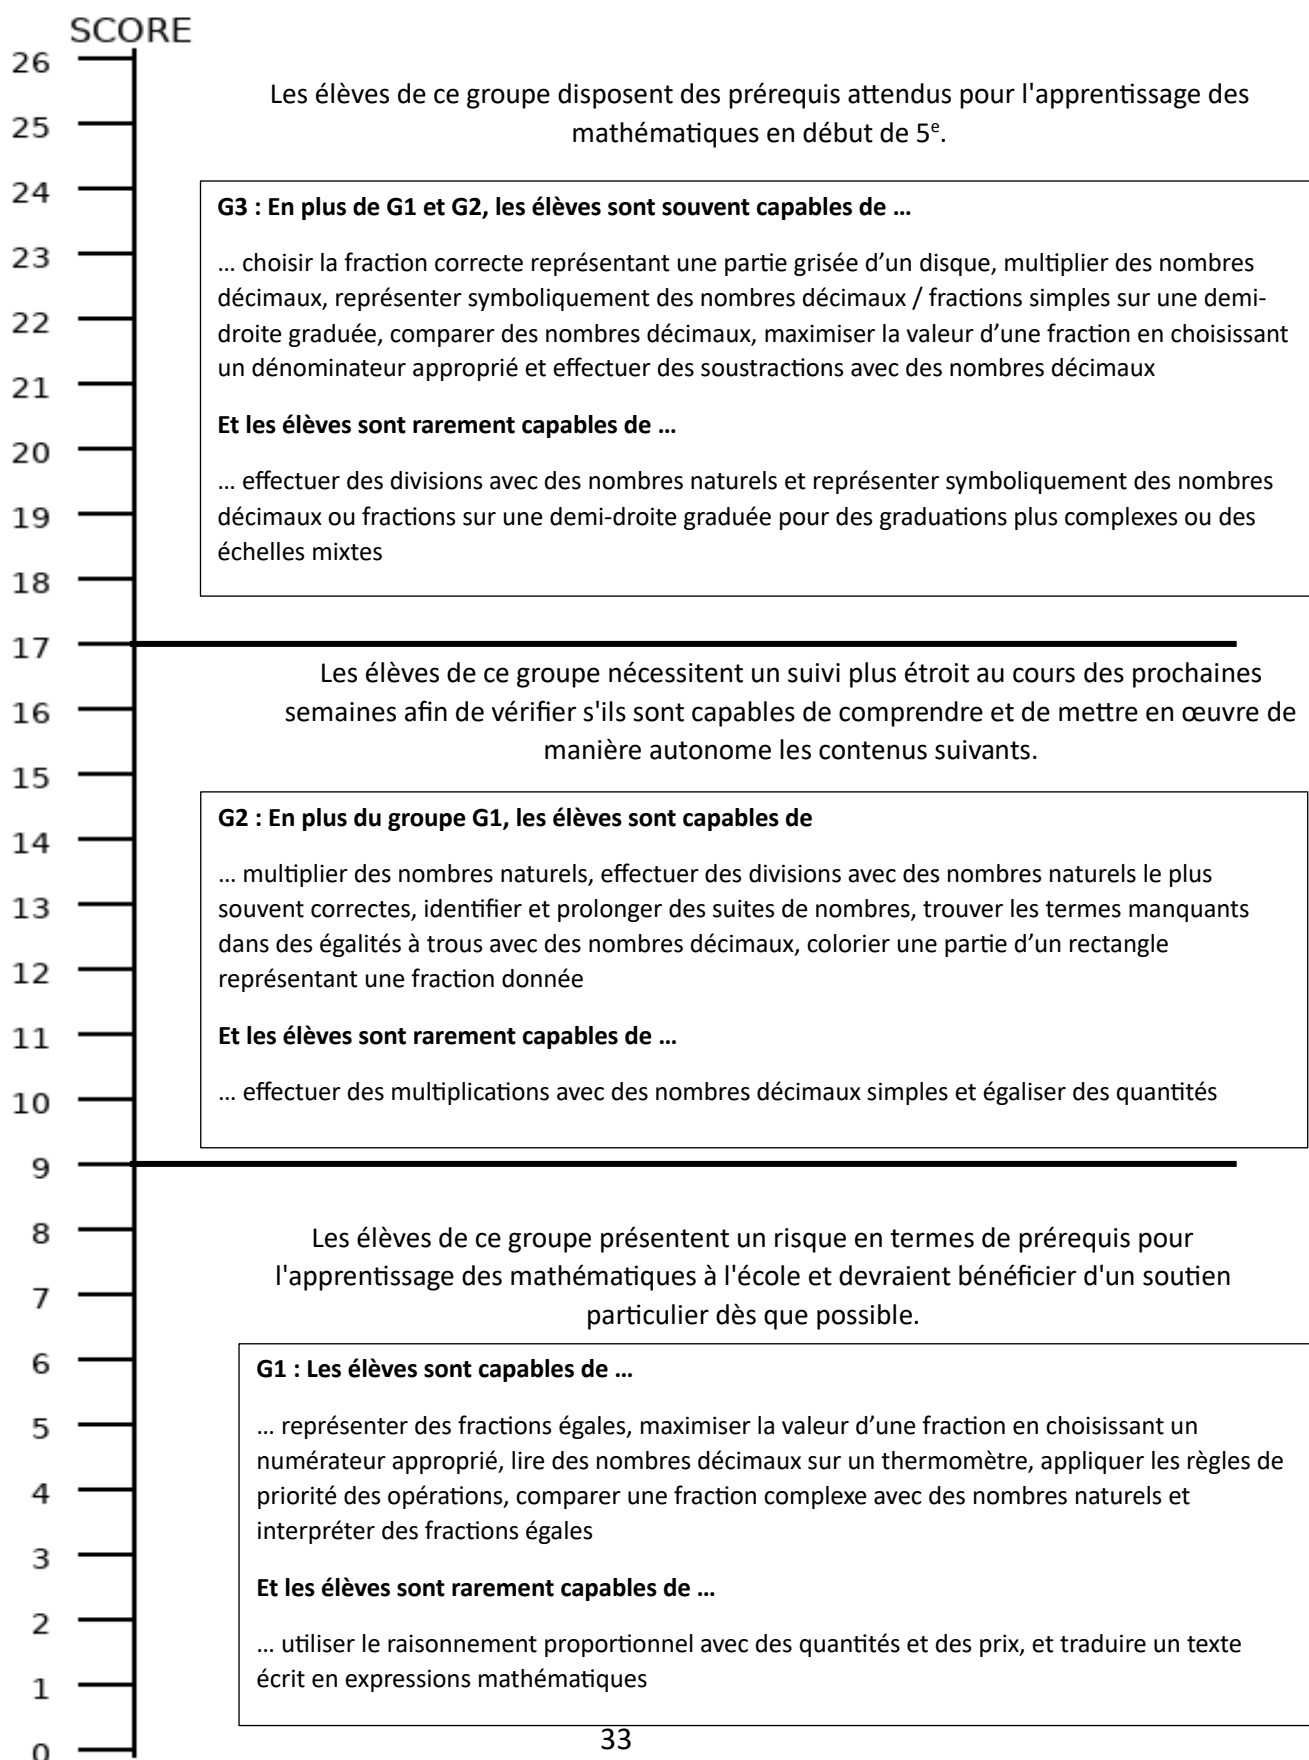 SCORE
26
Les élèves de ce groupe disposent des prérequis attendus pour l'apprentissage des
25
mathématiques en début de 5e.
24
G3 : En plus de G1 et G2, les élèves sont souvent capables de …
23
… choisir la fraction correcte représentant une partie grisée d’un disque, multiplier des nombres
décimaux, représenter symboliquement des nombres décimaux / fractions simples sur une demi-
22
droite graduée, comparer des nombres décimaux, maximiser la valeur d’une fraction en choisissant
un dénominateur approprié et effectuer des soustractions avec des nombres décimaux
21
Et les élèves sont rarement capables de …
20
… effectuer des divisions avec des nombres naturels et représenter symboliquement des nombres
19
décimaux ou fractions sur une demi-droite graduée pour des graduations plus complexes ou des
échelles mixtes
18
17
Les élèves de ce groupe nécessitent un suivi plus étroit au cours des prochaines
16
semaines afin de vérifier s'ils sont capables de comprendre et de mettre en œuvre de
manière autonome les contenus suivants.
15
G2 : En plus du groupe G1, les élèves sont capables de
14
… multiplier des nombres naturels, effectuer des divisions avec des nombres naturels le plus
13
souvent correctes, identifier et prolonger des suites de nombres, trouver les termes manquants
dans des égalités à trous avec des nombres décimaux, colorier une partie d’un rectangle
12
représentant une fraction donnée
11
Et les élèves sont rarement capables de …
10
… effectuer des multiplications avec des nombres décimaux simples et égaliser des quantités
9
8
Les élèves de ce groupe présentent un risque en termes de prérequis pour
l'apprentissage des mathématiques à l'école et devraient bénéficier d'un soutien
7
particulier dès que possible.
6
G1 : Les élèves sont capables de …
5
… représenter des fractions égales, maximiser la valeur d’une fraction en choisissant un
numérateur approprié, lire des nombres décimaux sur un thermomètre, appliquer les règles de
4
priorité des opérations, comparer une fraction complexe avec des nombres naturels et
interpréter des fractions égales
3
Et les élèves sont rarement capables de …
2
… utiliser le raisonnement proportionnel avec des quantités et des prix, et traduire un texte
écrit en expressions mathématiques
1
33
0